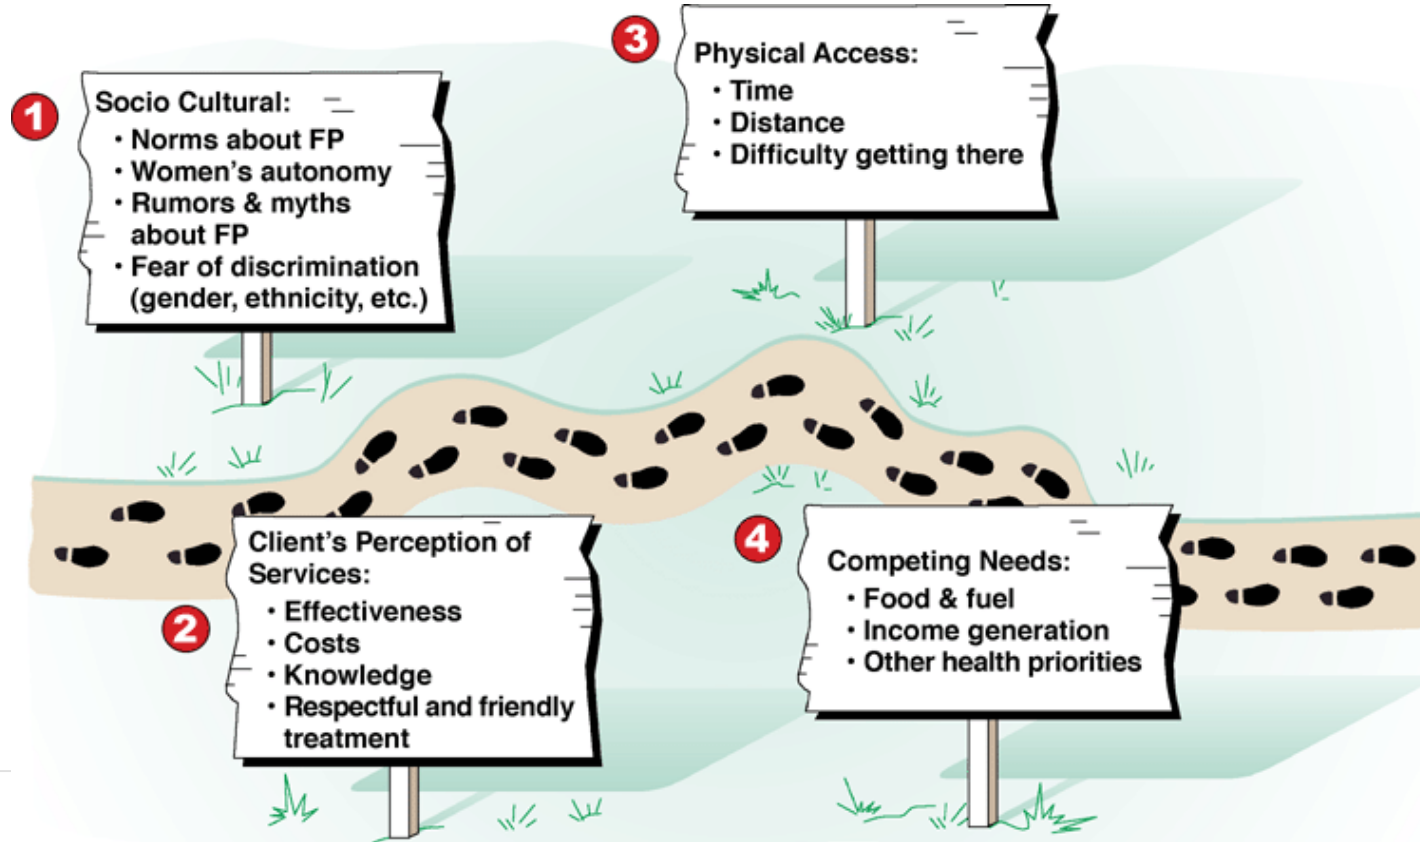 1
Socio Cultural:
• Norms about FP
• Women's autonomy
• Rumors & myths
about FP
• Fear of discrimination
(gender, ethnicity, etc.)
2
Client's Perception of
Services:
• Effectiveness
• Costs
• Knowledge
• Respectful and friendly
treatment
3
Physical Access:
• Time
• Distance
• Difficulty getting there
4
Competing Needs:
• Food & fuel
• Income generation
• Other health priorities